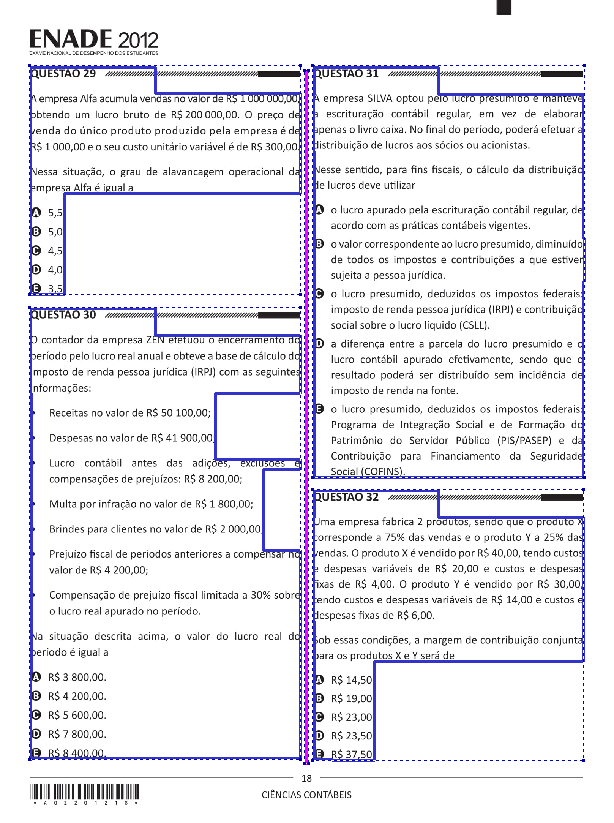 ENADE 2012
EXAME NACIONAL DE DESEMPENHO DOS ESTUDANTES
QUESTÃO 29
A empresa Alfa acumula vendas no valor de R$ 1 000 000,00,
obtendo um lucro bruto de R$ 200 000,00. O preço de
venda do único produto produzido pela empresa é de
R$ 1 000,00 e o seu custo unitário variável é de R$ 300,00.
Nessa situação, o grau de alavancagem operacional da
empresa Alfa é igual a
A 5,5
B 5,0
C 4,5
D 4,0
E 3,5
QUESTÃO 30
O contador da empresa ZEN efetuou o encerramento do
período pelo lucro real anual e obteve a base de cálculo do
imposto de renda pessoa jurídica (IRPJ) com as seguintes
informações:
• Receitas no valor de R$ 50 100,00;
• Despesas no valor de R$ 41 900,00;
• Lucro contábil antes das adições, exclusões e
compensações de prejuízos: R$ 8 200,00;
• Multa por infração no valor de R$ 1 800,00;
• Brindes para clientes no valor de R$ 2 000,00;
• Prejuízo fiscal de períodos anteriores a compensar no
valor de R$ 4 200,00;
• Compensação de prejuízo fiscal limitada a 30% sobre
o lucro real apurado no período.
Na situação descrita acima, o valor do lucro real do
período é igual a
A R$ 3 800,00.
B R$ 4 200,00.
C R$ 5 600,00.
D R$ 7 800,00.
E R$ 8 400,00.
QUESTÃO 31
A empresa SILVA optou pelo lucro presumido e manteve
a escrituração contábil regular, em vez de elaborar
apenas o livro caixa. No final do período, poderá efetuar a
distribuição de lucros aos sócios ou acionistas.
Nesse sentido, para fins fiscais, o cálculo da distribuição
de lucros deve utilizar
A o lucro apurado pela escrituração contábil regular, de
acordo com as práticas contábeis vigentes.
B o valor correspondente ao lucro presumido, diminuído
de todos os impostos e contribuições a que estiver
sujeita a pessoa jurídica.
C o lucro presumido, deduzidos os impostos federais:
imposto de renda pessoa jurídica (IRPJ) e contribuição
social sobre o lucro líquido (CSLL).
D a diferença entre a parcela do lucro presumido e o
lucro contábil apurado efetivamente, sendo que o
resultado poderá ser distribuído sem incidência de
imposto de renda na fonte.
E o lucro presumido, deduzidos os impostos federais:
Programa de Integração Social e de Formação do
Patrimônio do Servidor Público (PIS/PASEP) e da
Contribuição para Financiamento da Seguridade
Social (COFINS).
QUESTÃO 32
Uma empresa fabrica 2 produtos, sendo que o produto X
corresponde a 75% das vendas e o produto Y a 25% das
vendas. O produto X é vendido por R$ 40,00, tendo custos
e despesas variáveis de R$ 20,00 e custos e despesas
fixas de R$ 4,00. O produto Y é vendido por R$ 30,00,
tendo custos e despesas variáveis de R$ 14,00 e custos e
despesas fixas de R$ 6,00.
Sob essas condições, a margem de contribuição conjunta
para os produtos X e Y será de
A R$ 14,50
B R$ 19,00
C R$ 23,00
D R$ 23,50
E R$ 37,50
18
CIÊNCIAS CONTÁBEIS
*A0220121 8*